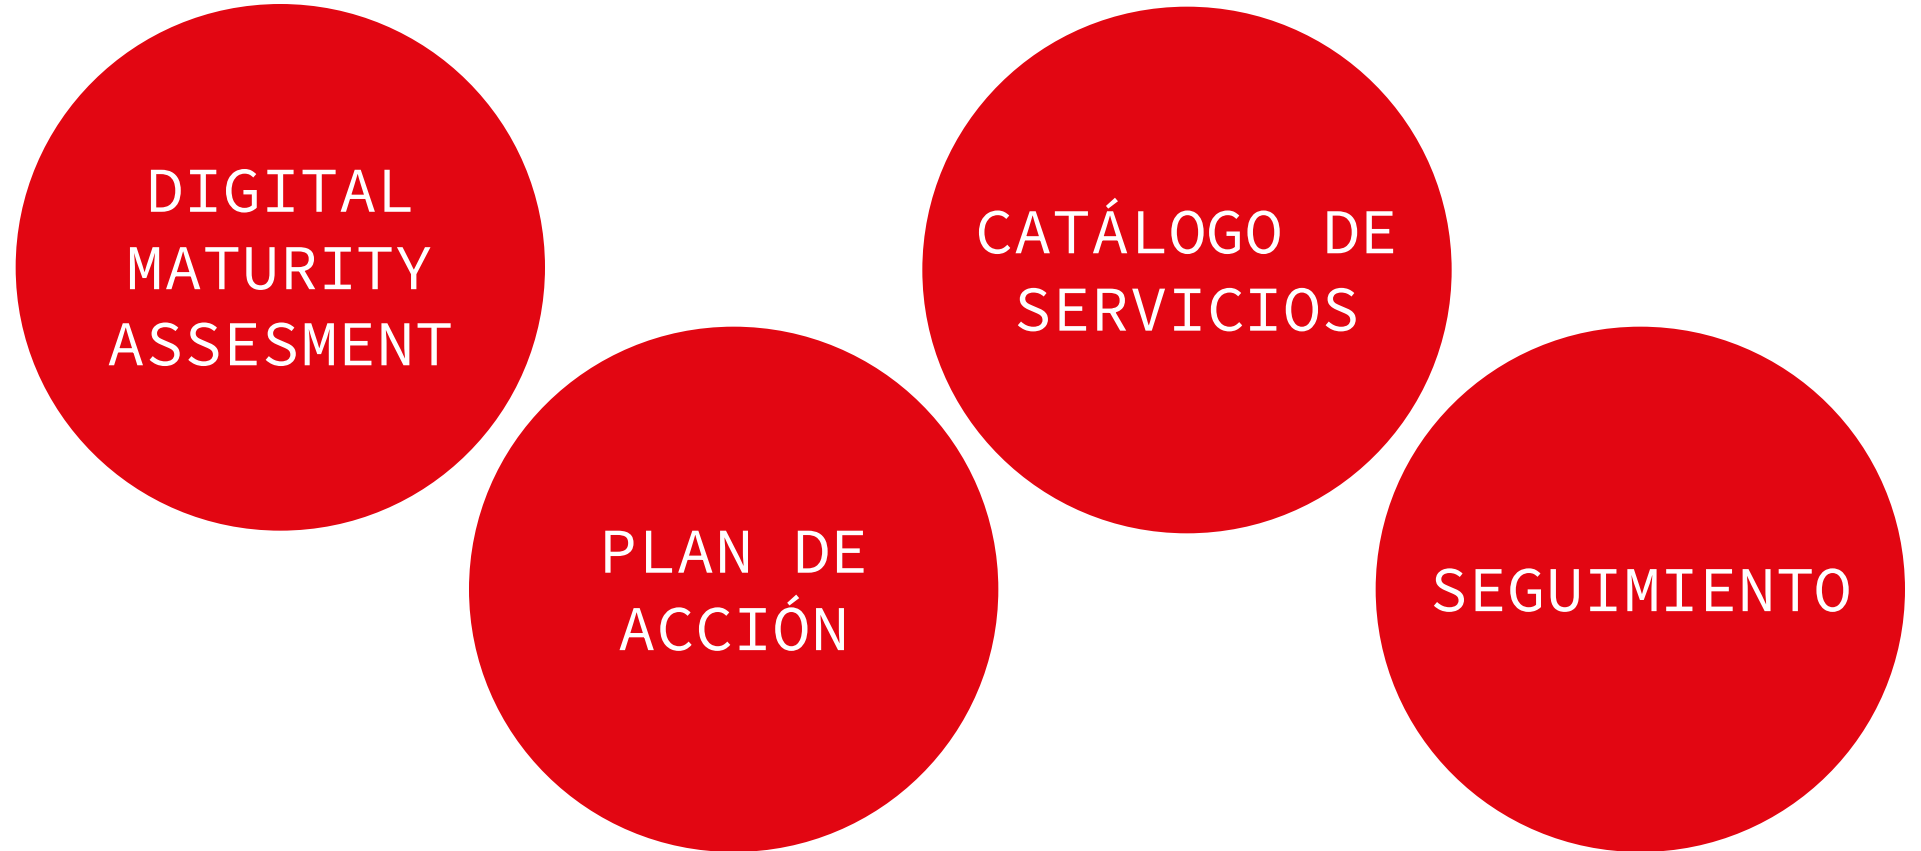 DIGITAL
MATURITY
ASSESMENT
PLAN DE
ACCIÓN
CATÁLOGO DE
SERVICIOS
SEGUIMIENTO